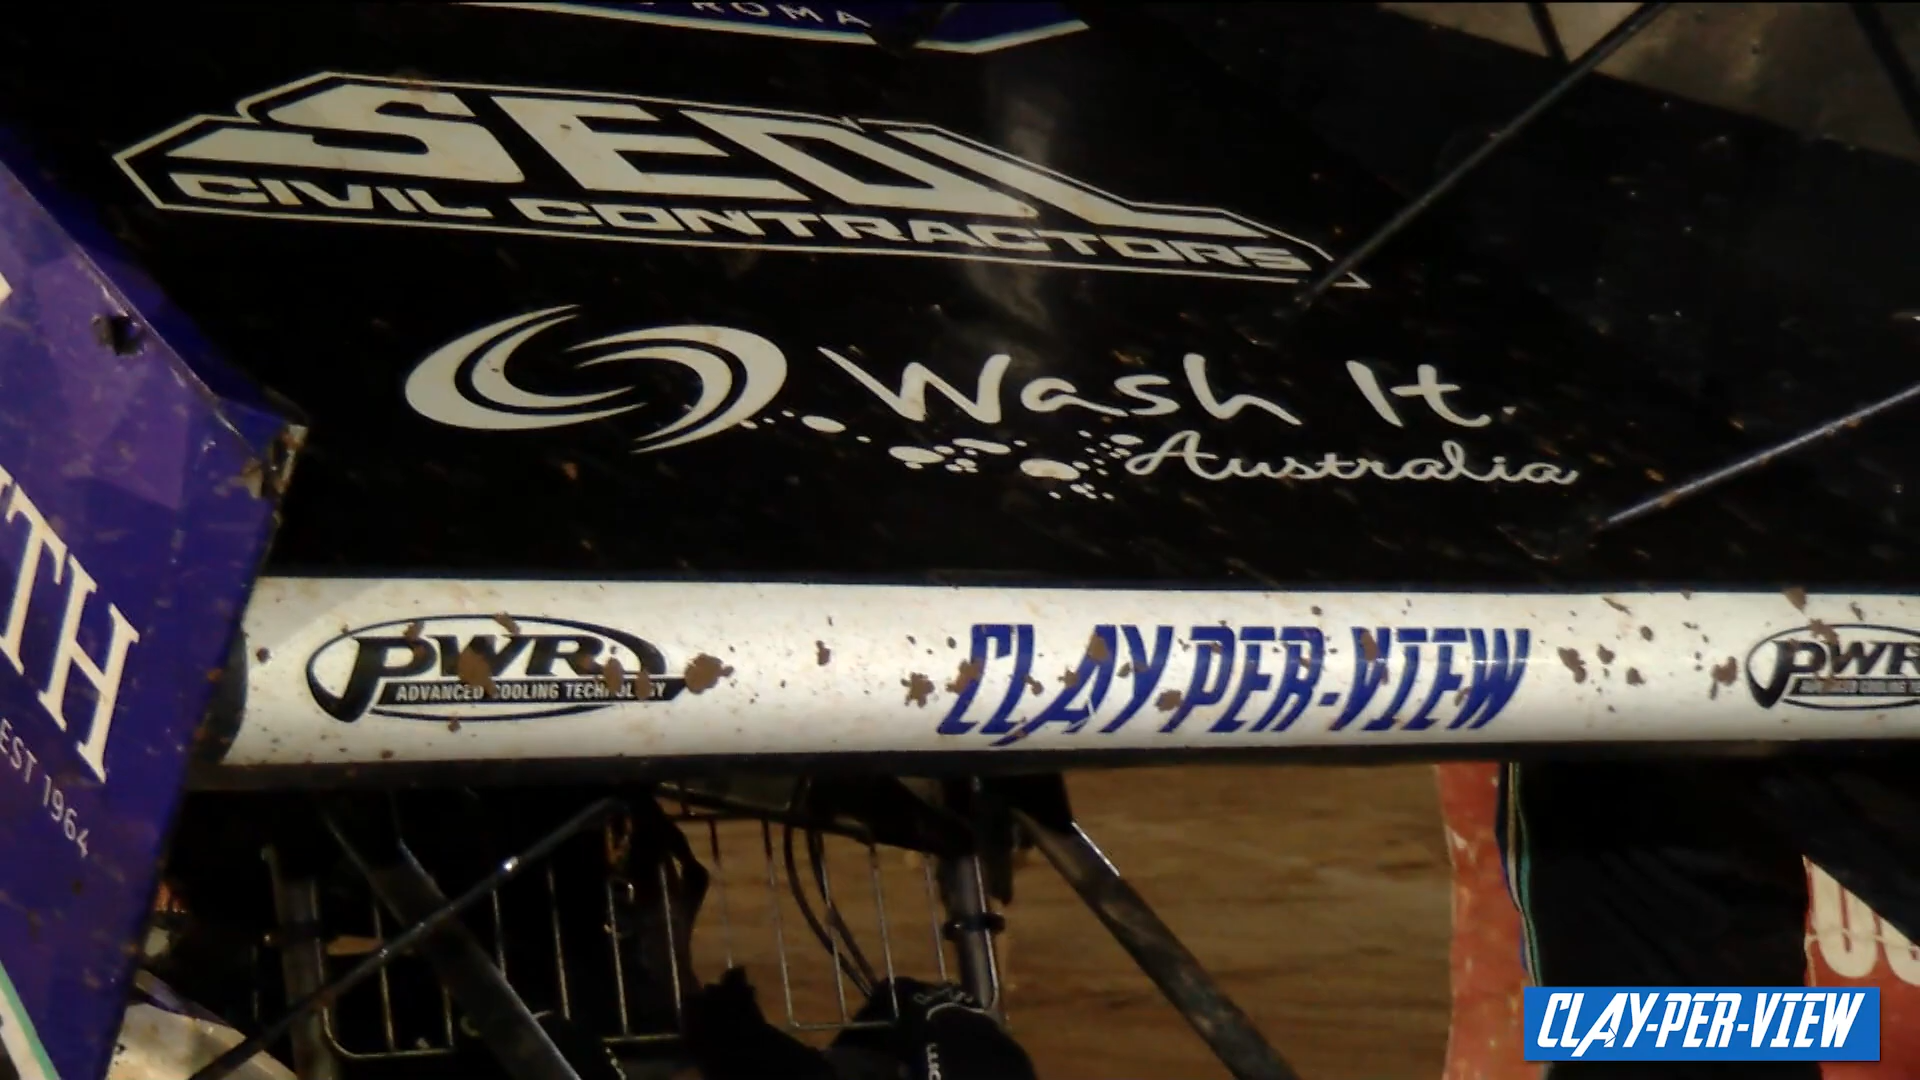 ROMA
SEDL
CIVIL CONTRACTORS
Wash It.
Australia
TH
EST 1964
PWR
ADVANCED COOLING TECHNOLOGY
CLAY-PER-VIEW
PWR
CLAY-PER-VIEW